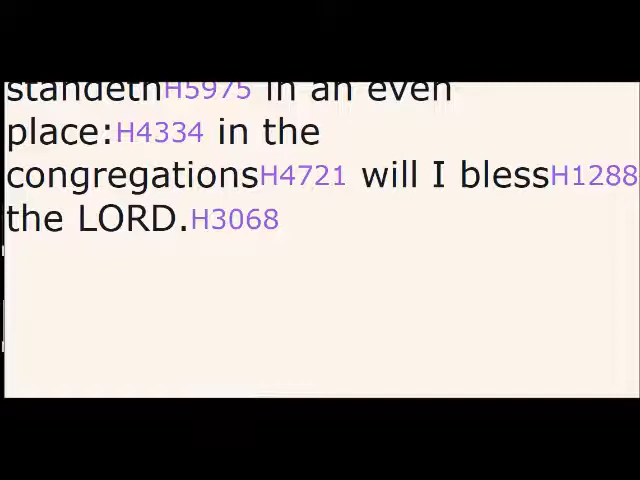 standethH5975 in an even
place:H4334 in the
congregationsH4721 will I blessH1288
the LORD.H3068